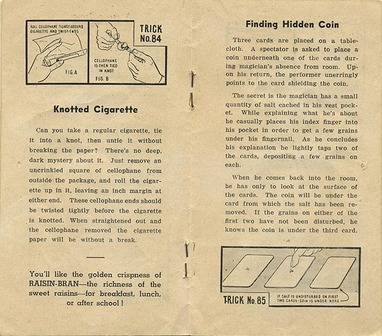 ROLL CELLOPHANE TIGHTLY AROUND
CIGARETTE AND TWIST ENDS
FIG. A
CELLOPHANE
IS THEN TIED
IN KNOT
FIG. B
TRICK
No. 84
Knotted Cigarette
Can you take a regular cigarette, tie
it into a knot, then untie it without
breaking the paper? There's no deep,
dark mystery about it. Just remove an
uncrinkled square of cellophane from
outside the package, and roll the cigar-
ette up in it, leaving an inch margin at
either end. These cellophane ends should
be twisted tightly before the cigarette
is knotted. When straightened out and
the cellophane removed the cigarette
paper will be without a break.
You'll like the golden crispness of
RAISIN-BRAN—the richness of the
sweet raisins—for breakfast, lunch,
or after school!
Finding Hidden Coin
Three cards are placed on a table-
cloth. A spectator is asked to place a
coin underneath one of the cards dur-
ing magician's absence from room. Up-
on his return, the performer unerringly
points to the card shielding the coin.
The secret is the magician has a small
quantity of salt cached in his vest pock-
et. While explaining what he's about
he casually places his index finger into
his pocket in order to get a few grains
under his fingernail. As he concludes
his explanation he lightly taps two of
the cards, depositing a few grains on
each.
When he comes back into the room,
he has only to look at the surface of
the cards. The coin will be under the
card from which the salt has been re-
moved. If the grains on either of the
first two have not been disturbed, he
knows the coin is under the third card.
TRICK No. 85
IF SALT IS UNDISTURBED ON FIRST
TWO CARDS - COIN IS UNDER HERE